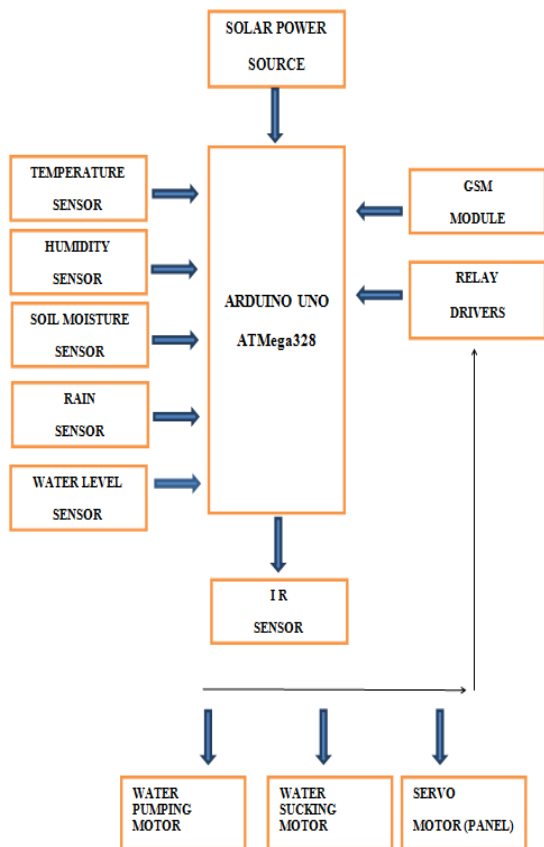 SOLAR POWER
SOURCE
TEMPERATURE
SENSOR
HUMIDITY
SENSOR
SOIL MOISTURE
SENSOR
RAIN
SENSOR
WATER LEVEL
SENSOR
ARDUINO UNO
ATMega328
GSM
MODULE
RELAY
DRIVERS
I R
SENSOR
WATER
PUMPING
MOTOR
WATER
SUCKING
MOTOR
SERVO
MOTOR (PANEL)